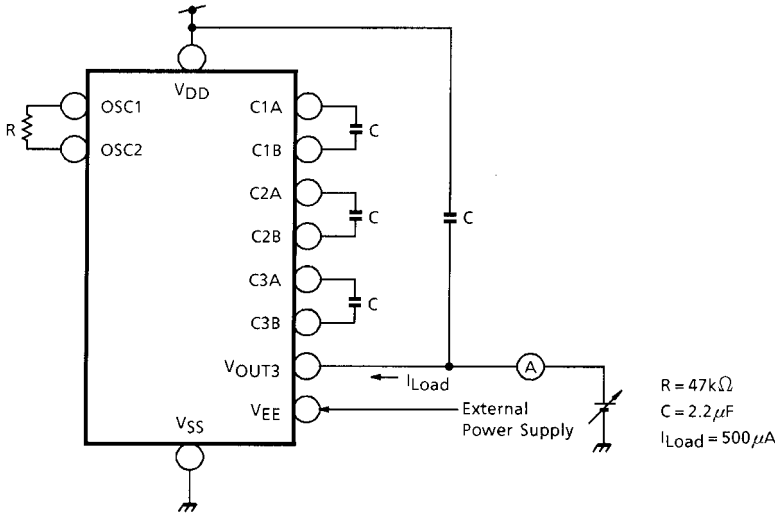 VDD
OSC1
OSC2
R
C1A
C1B
C
C2A
C2B
C
C3A
C3B
C
C
VOUT3
ILoad
A
VEE
External
Power Supply
VSS
R = 47kΩ
C = 2.2μF
ILoad = 500μA